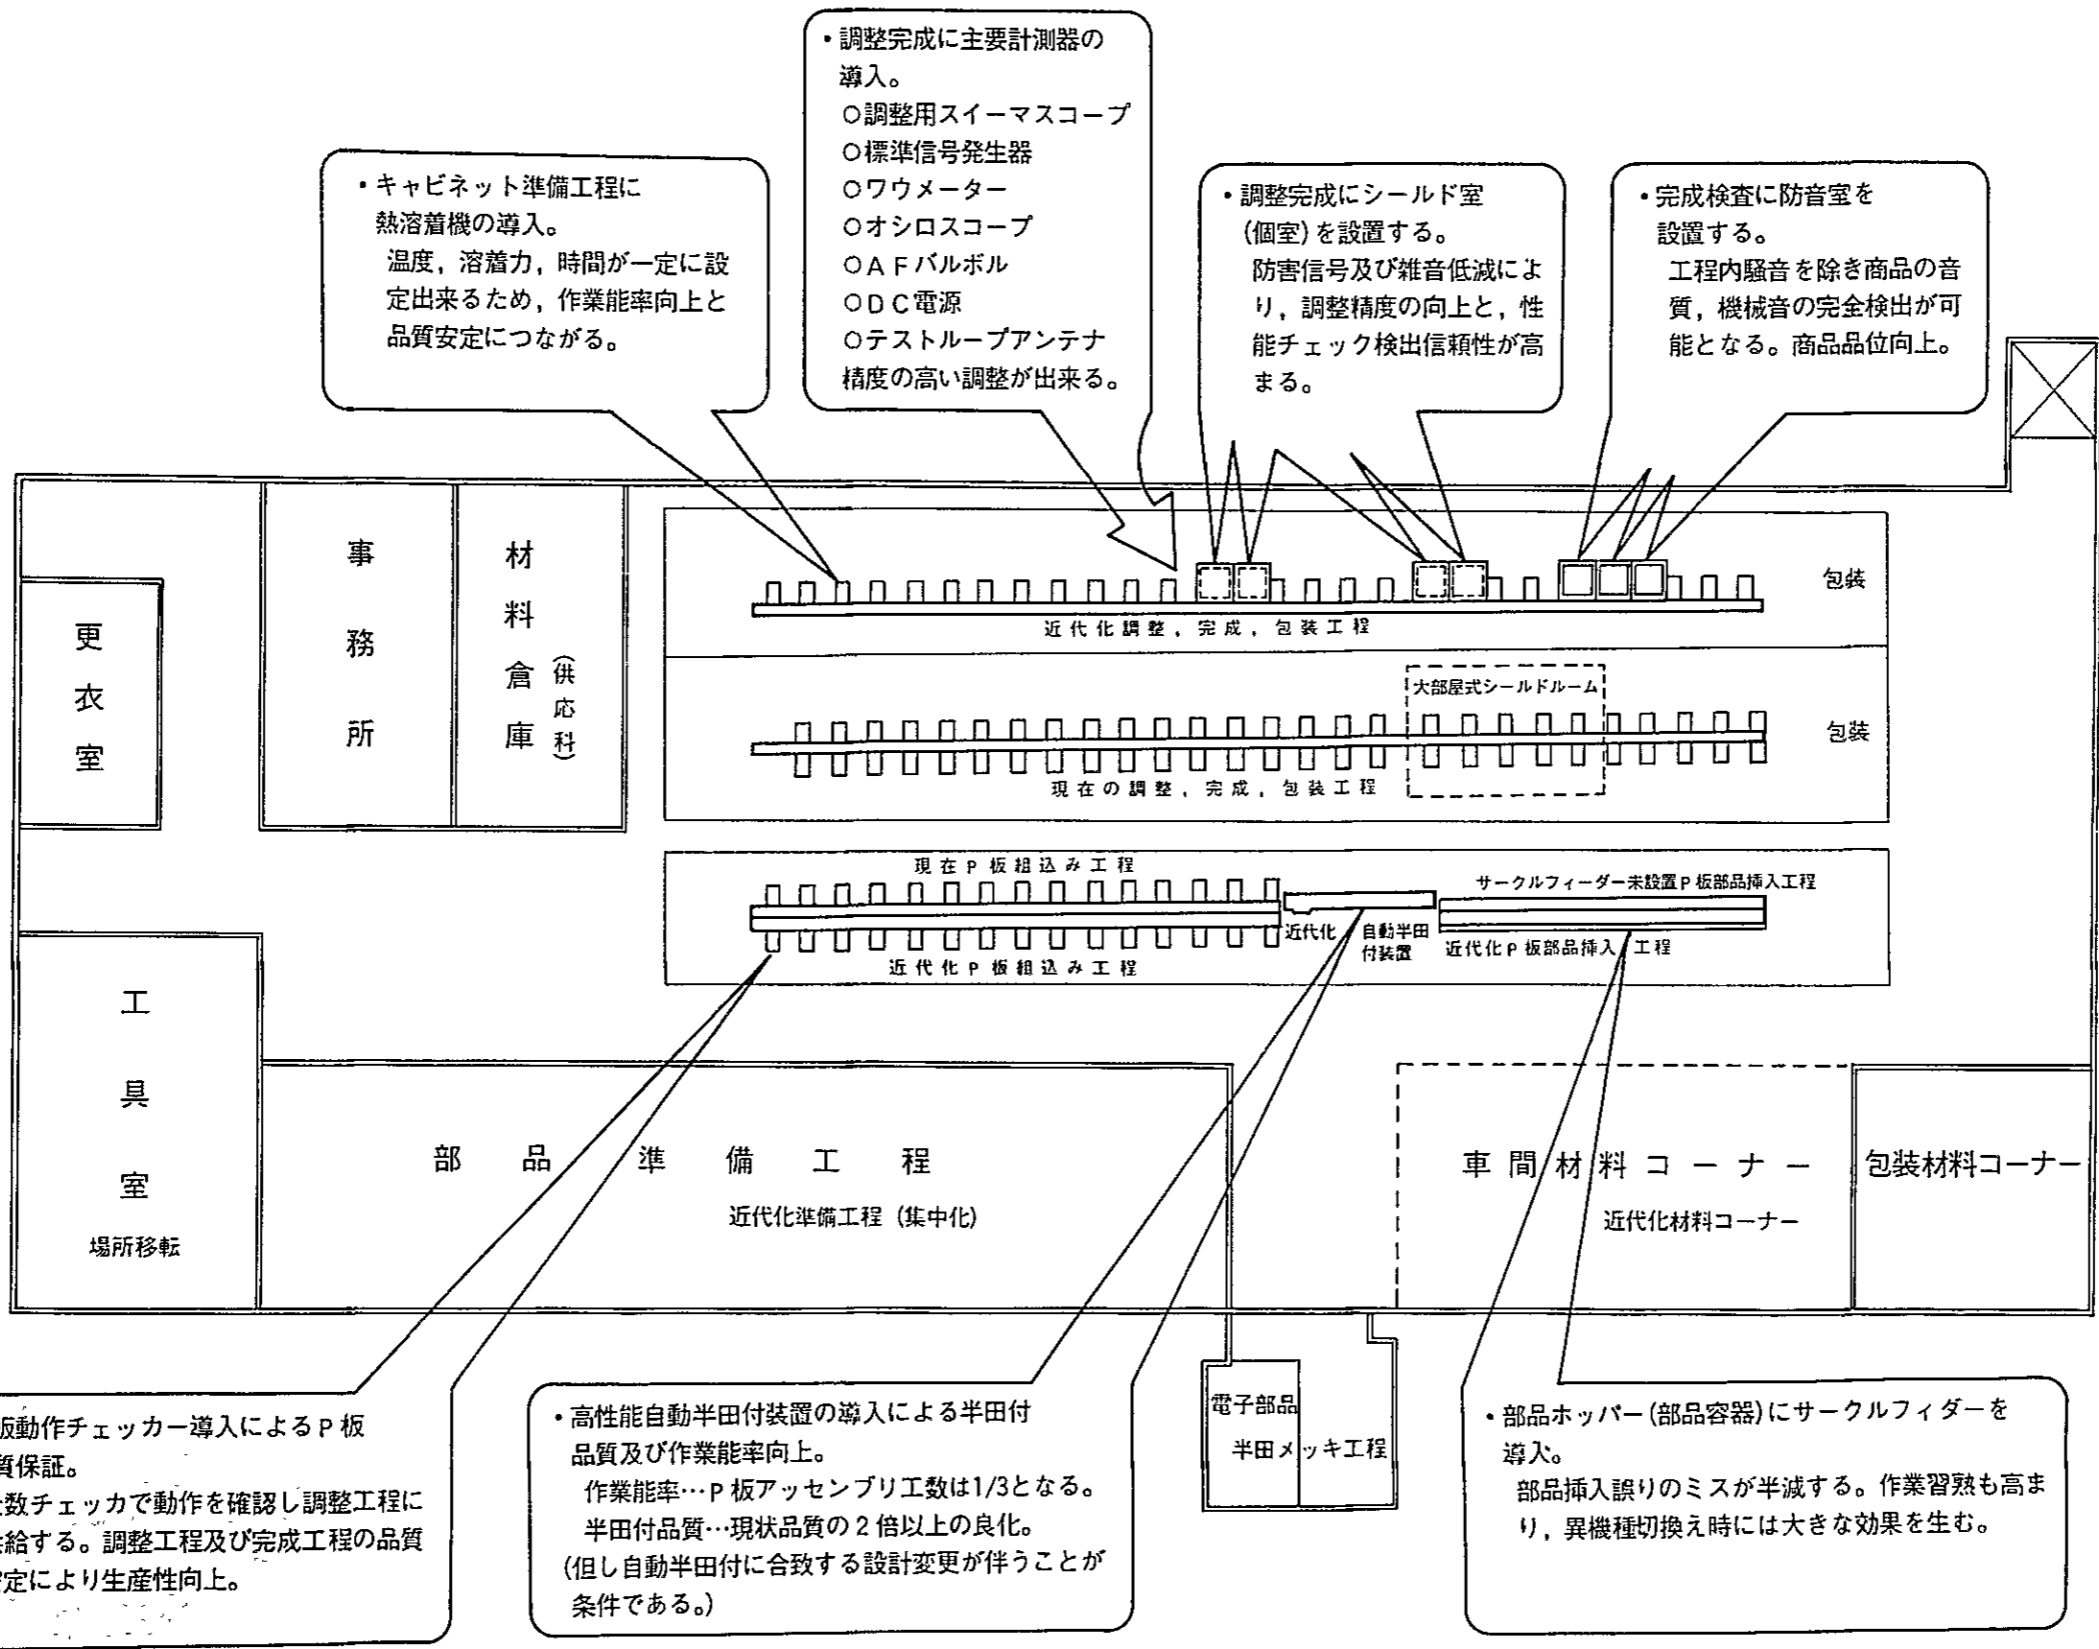 ・調整完成に主要計測器の
導入。
○調整用スイーマスコープ
○標準信号発生器
○ワウメーター
○オシロスコープ
○AFバルボル
○DC電源
○テストループアンテナ
精度の高い調整が出来る。
・キャビネット準備工程に
熱溶着機の導入。
温度,溶着力,時間が一定に設
定出来るため,作業能率向上と
品質安定につながる。
・調整完成にシールド室
(個室)を設置する。
防害信号及び雑音低減によ
り,調整精度の向上と,性
能チェック検出信頼性が高
まる。
・完成検査に防音室を
設置する。
工程内騒音を除き商品の音
質,機械音の完全検出が可
能となる。商品品位向上。
更衣室
事務所
材料倉庫
(供応科)
包装
近代化調整,完成,包装工程
大部屋式シールドルーム
包装
現在の調整,完成,包装工程
現在P板組込み工程
サークルフィーダー未設置P板部品挿入工程
近代化 自動半田
付装置
近代化P板部品挿入工程
近代化P板組込み工程
工具室
場所移転
部品準備工程
近代化準備工程(集中化)
車間材料コーナー
近代化材料コーナー
包装材料コーナー
電子部品
半田メッキ工程
板動作チェッカー導入によるP板
質保証。
数チェッカで動作を確認し調整工程に
給する。調整工程及び完成工程の品質
定により生産性向上。
・高性能自動半田付装置の導入による半田付
品質及び作業能率向上。
作業能率…P板アッセンブリ工数は1/3となる。
半田付品質…現状品質の2倍以上の良化。
(但し自動半田付に合致する設計変更が伴うことが
条件である。)
・部品ホッパー(部品容器)にサークルフィダーを
導入。
部品挿入誤りのミスが半減する。作業習熟も高ま
り,異機種切換え時には大きな効果を生む。